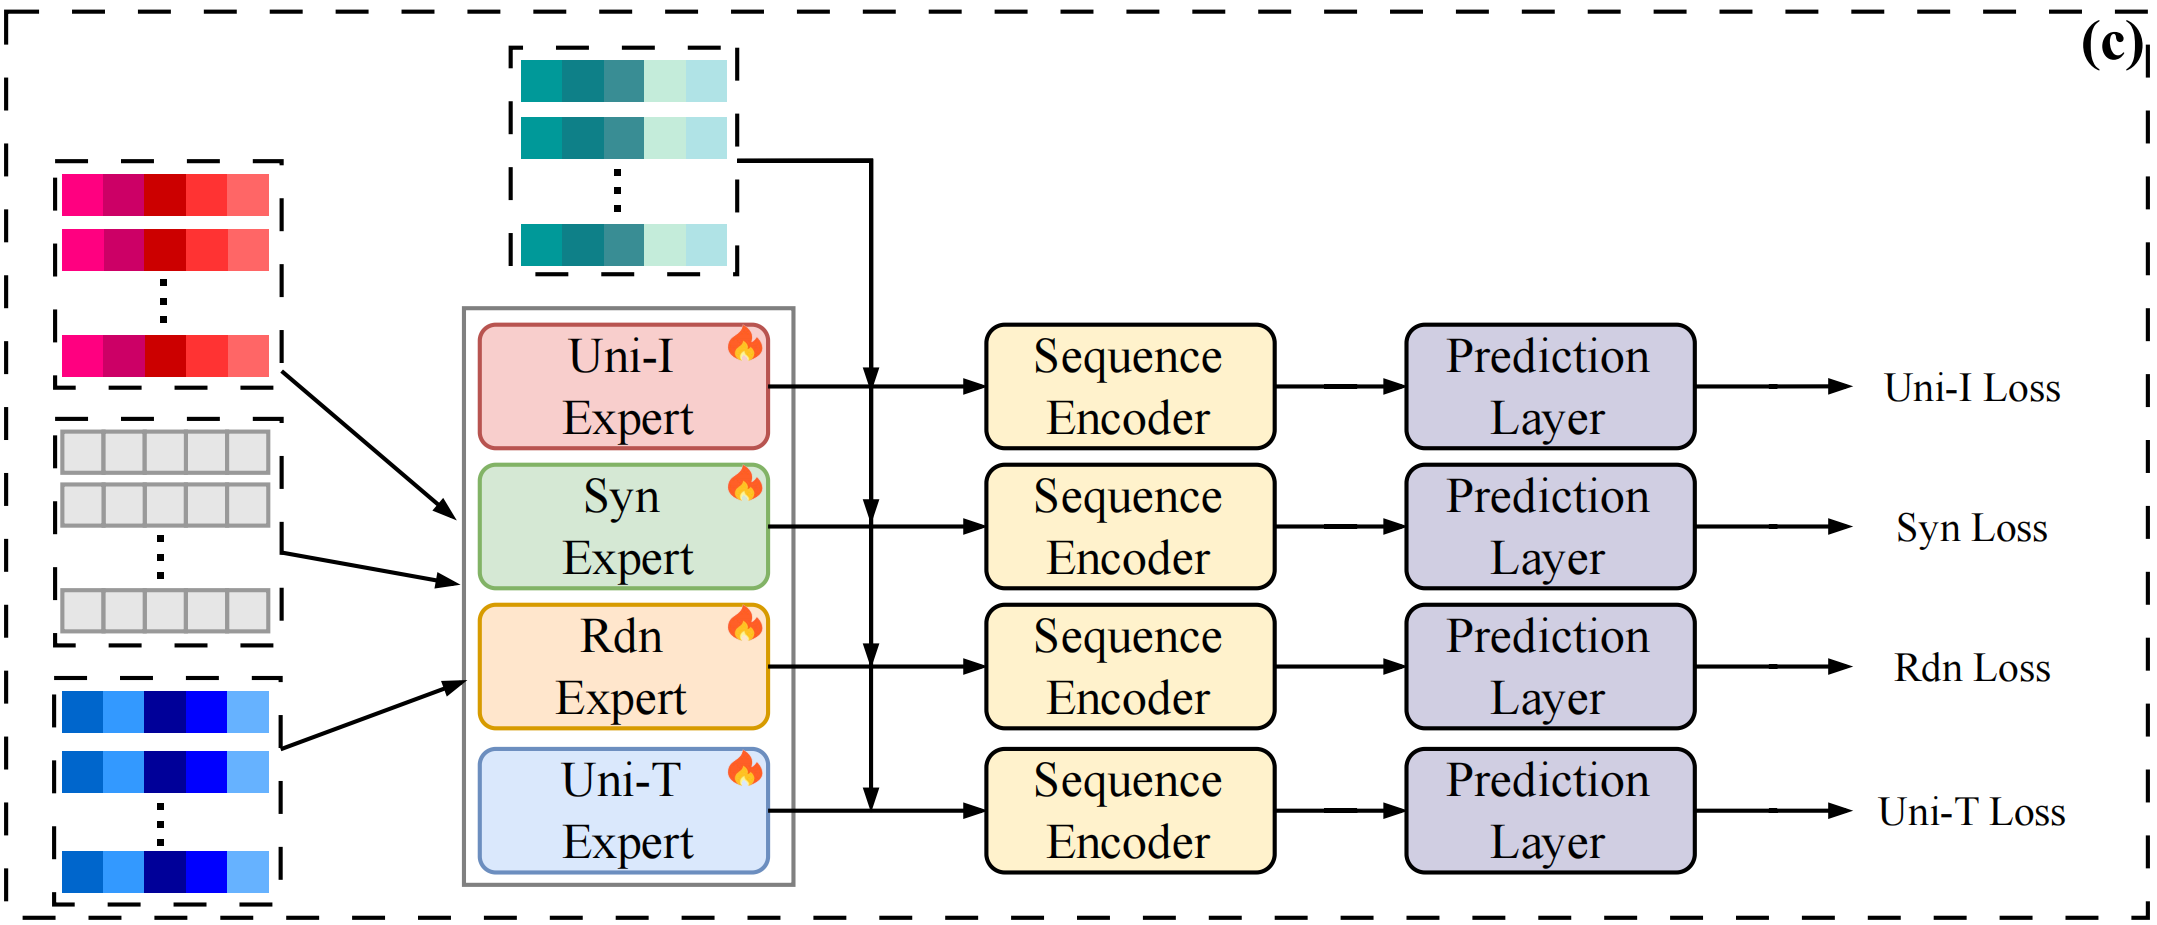 (c)
Uni-I
Expert
Sequence
Encoder
Prediction
Layer
Uni-I Loss
Syn
Expert
Sequence
Encoder
Prediction
Layer
Syn Loss
Rdn
Expert
Sequence
Encoder
Prediction
Layer
Rdn Loss
Uni-T
Expert
Sequence
Encoder
Prediction
Layer
Uni-T Loss